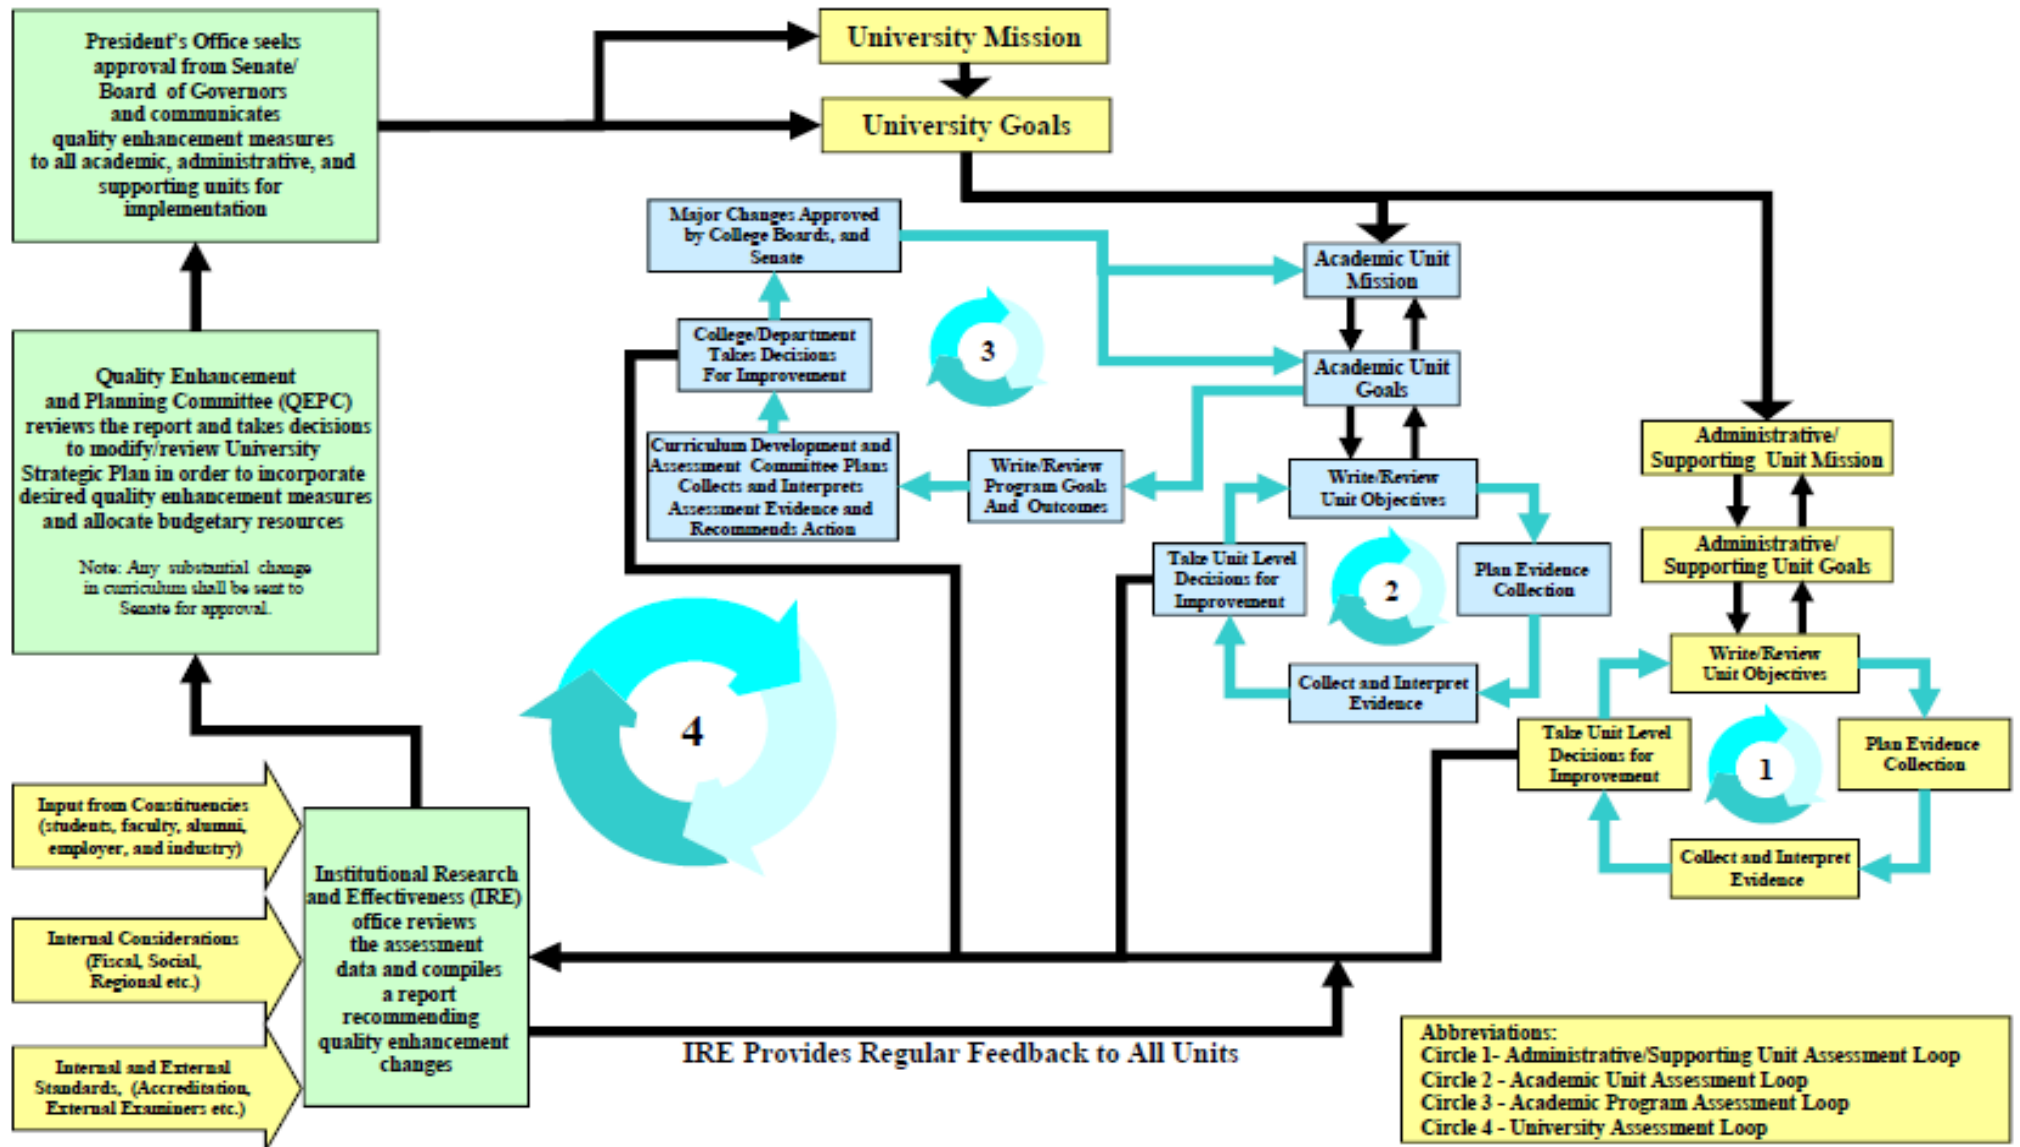 President's Office seeks
approval from Senate/
Board of Governors
and communicates
quality enhancement measures
to all academic, administrative, and
supporting units for
implementation
University Mission
University Goals
Major Changes Approved
by College Boards, and
Senate
Academic Unit
Mission
College/Department
Takes Decisions
For Improvement
3
Academic Unit
Goals
Quality Enhancement
and Planning Committee (QEPC)
reviews the report and takes decisions
to modify/review University
Strategic Plan in order to incorporate
desired quality enhancement measures
and allocate budgetary resources
Note: Any substantial change
in curriculum shall be sent to
Senate for approval.
Curriculum Development and
Assessment Committee Plans
Collects and Interprets
Assessment Evidence and
Recommends Action
Write/Review
Program Goals
And Outcomes
Write/Review
Unit Objectives
Administrative/
Supporting Unit Mission
Administrative/
Supporting Unit Goals
Take Unit Level
Decisions for
Improvement
2
Plan Evidence
Collection
Collect and Interpret
Evidence
Write/Review
Unit Objectives
Take Unit Level
Decisions for
Improvement
1
Plan Evidence
Collection
Collect and Interpret
Evidence
4
Input from Constituencies
(students, faculty, alumni,
employer, and industry)
Internal Considerations
(Fiscal, Social,
Regional etc.)
Internal and External
Standards, (Accreditation,
External Examiners etc.)
Institutional Research
and Effectiveness (IRE)
office reviews
the assessment
data and compiles
a report
recommending
quality enhancement
changes
IRE Provides Regular Feedback to All Units
Abbreviations:
Circle 1- Administrative/Supporting Unit Assessment Loop
Circle 2 - Academic Unit Assessment Loop
Circle 3 - Academic Program Assessment Loop
Circle 4 - University Assessment Loop